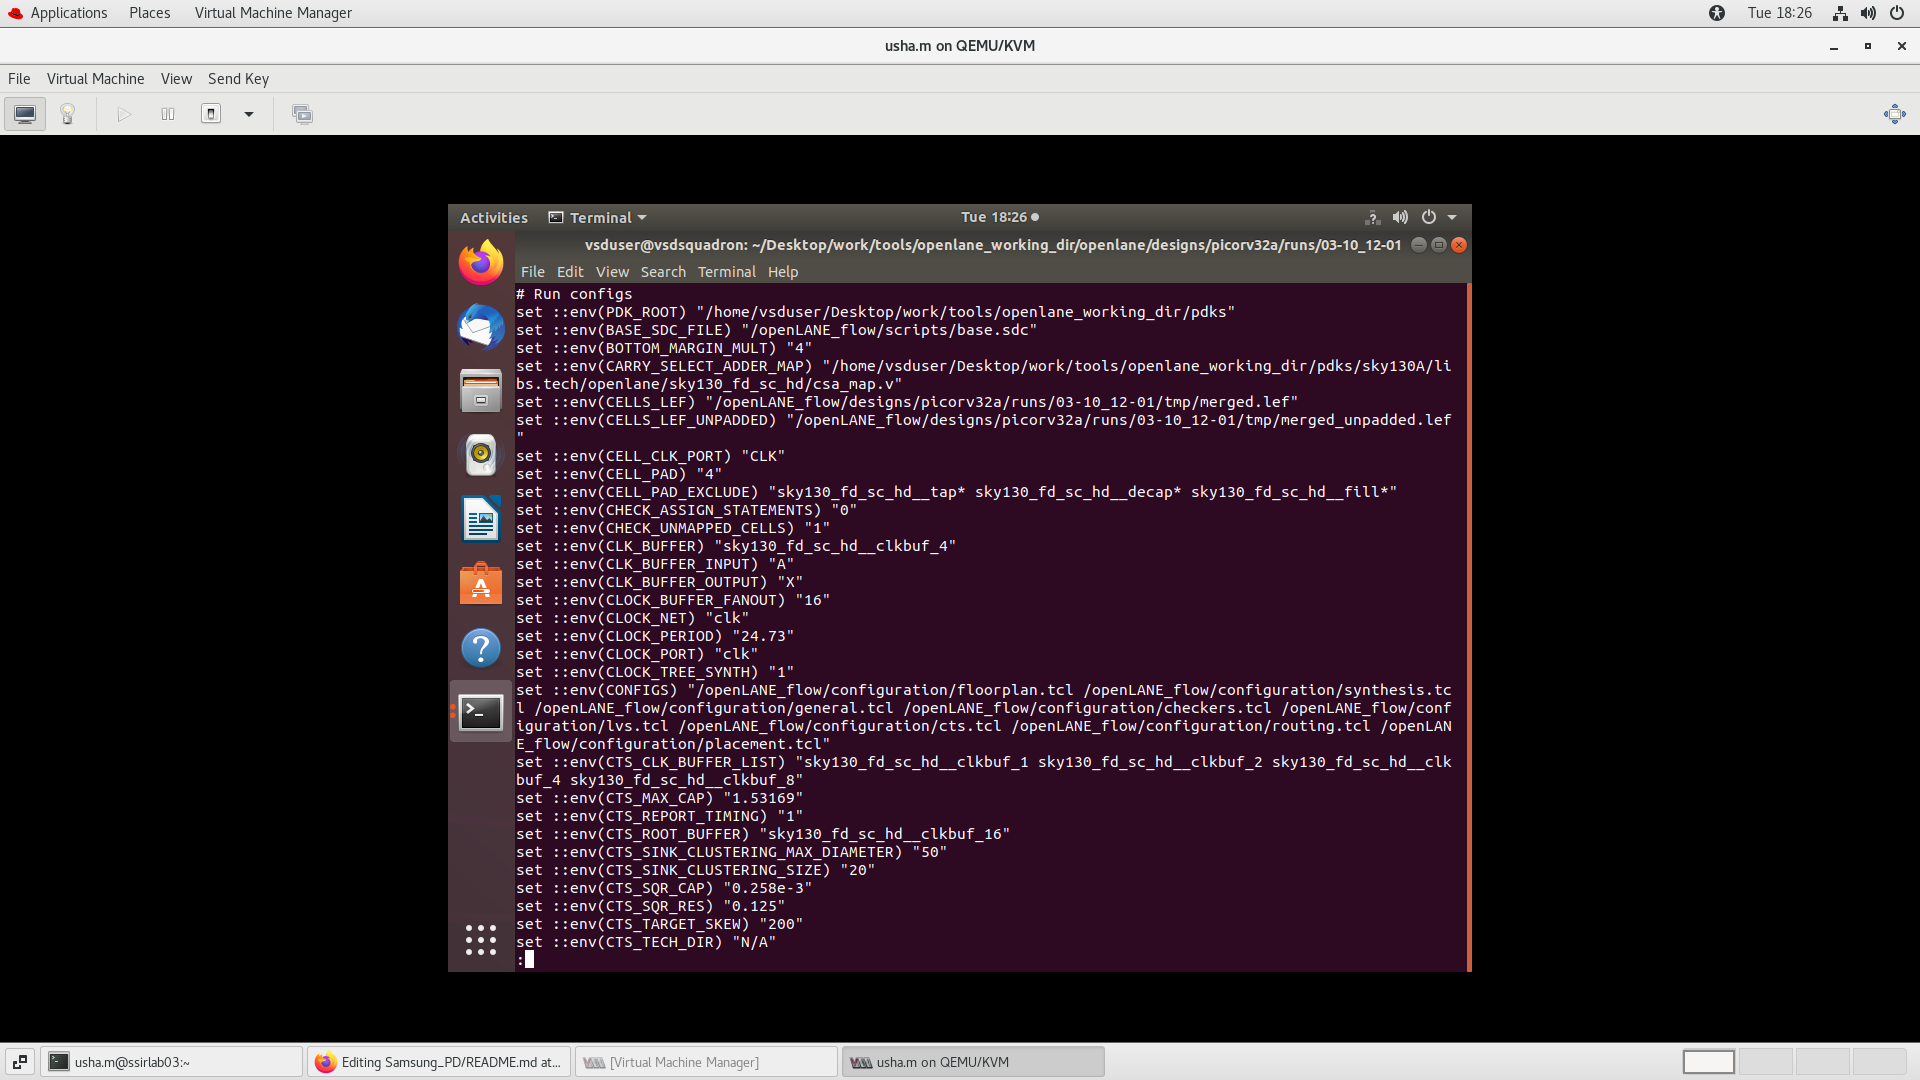 Applications Places Virtual Machine Manager Tue 18:26
usha.m on QEMU/KVM
File Virtual Machine View Send Key
Activities Terminal Tue 18:26
vsduser@vsdsquadron: ~/Desktop/work/tools/openlane_working_dir/openlane/designs/picorv32a/runs/03-10_12-01
File Edit View Search Terminal Help
# Run configs
set ::env(PDK_ROOT) "/home/vsduser/Desktop/work/tools/openlane_working_dir/pdks"
set ::env(BASE_SDC_FILE) "/openLANE_flow/scripts/base.sdc"
set ::env(BOTTOM_MARGIN_MULT) "4"
set ::env(CARRY_SELECT_ADDER_MAP) "/home/vsduser/Desktop/work/tools/openlane_working_dir/pdks/sky130A/li
bs.tech/openlane/sky130_fd_sc_hd/csa_map.v"
set ::env(CELLS_LEF) "/openLANE_flow/designs/picorv32a/runs/03-10_12-01/tmp/merged.lef"
set ::env(CELLS_LEF_UNPADDED) "/openLANE_flow/designs/picorv32a/runs/03-10_12-01/tmp/merged_unpadded.lef
"
set ::env(CELL_CLK_PORT) "CLK"
set ::env(CELL_PAD) "4"
set ::env(CELL_PAD_EXCLUDE) "sky130_fd_sc_hd__tap* sky130_fd_sc_hd__decap* sky130_fd_sc_hd__fill*"
set ::env(CHECK_ASSIGN_STATEMENTS) "0"
set ::env(CHECK_UNMAPPED_CELLS) "1"
set ::env(CLK_BUFFER) "sky130_fd_sc_hd__clkbuf_4"
set ::env(CLK_BUFFER_INPUT) "A"
set ::env(CLK_BUFFER_OUTPUT) "X"
set ::env(CLOCK_BUFFER_FANOUT) "16"
set ::env(CLOCK_NET) "clk"
set ::env(CLOCK_PERIOD) "24.73"
set ::env(CLOCK_PORT) "clk"
set ::env(CLOCK_TREE_SYNTH) "1"
set ::env(CONFIGS) "/openLANE_flow/configuration/floorplan.tcl /openLANE_flow/configuration/synthesis.tc
l /openLANE_flow/configuration/general.tcl /openLANE_flow/configuration/checkers.tcl /openLANE_flow/conf
iguration/lvs.tcl /openLANE_flow/configuration/cts.tcl /openLANE_flow/configuration/routing.tcl /openLAN
E_flow/configuration/placement.tcl"
set ::env(CTS_CLK_BUFFER_LIST) "sky130_fd_sc_hd__clkbuf_1 sky130_fd_sc_hd__clkbuf_2 sky130_fd_sc_hd__clk
buf_4 sky130_fd_sc_hd__clkbuf_8"
set ::env(CTS_MAX_CAP) "1.53169"
set ::env(CTS_REPORT_TIMING) "1"
set ::env(CTS_ROOT_BUFFER) "sky130_fd_sc_hd__clkbuf_16"
set ::env(CTS_SINK_CLUSTERING_MAX_DIAMETER) "50"
set ::env(CTS_SINK_CLUSTERING_SIZE) "20"
set ::env(CTS_SQR_CAP) "0.258e-3"
set ::env(CTS_SQR_RES) "0.125"
set ::env(CTS_TARGET_SKEW) "200"
set ::env(CTS_TECH_DIR) "N/A"
:
usha.m@ssirlab03:~ Editing Samsung_PD/README.md at... [Virtual Machine Manager] usha.m on QEMU/KVM